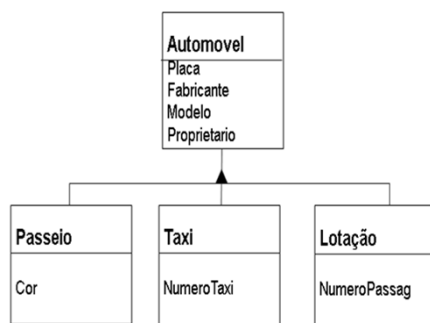 Automovel
Placa
Fabricante
Modelo
Proprietario
Passeio
Cor
Taxi
NumeroTaxi
Lotação
NumeroPassag